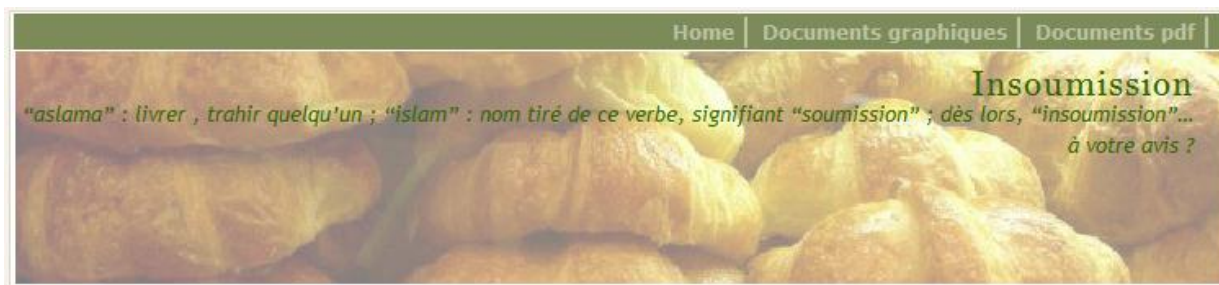 Home | Documents graphiques | Documents pdf |
Insoumission
“aslama” : livrer , trahir quelqu’un ; “islam” : nom tiré de ce verbe, signifiant “soumission” ; dès lors, “insoumission”...
à votre avis ?